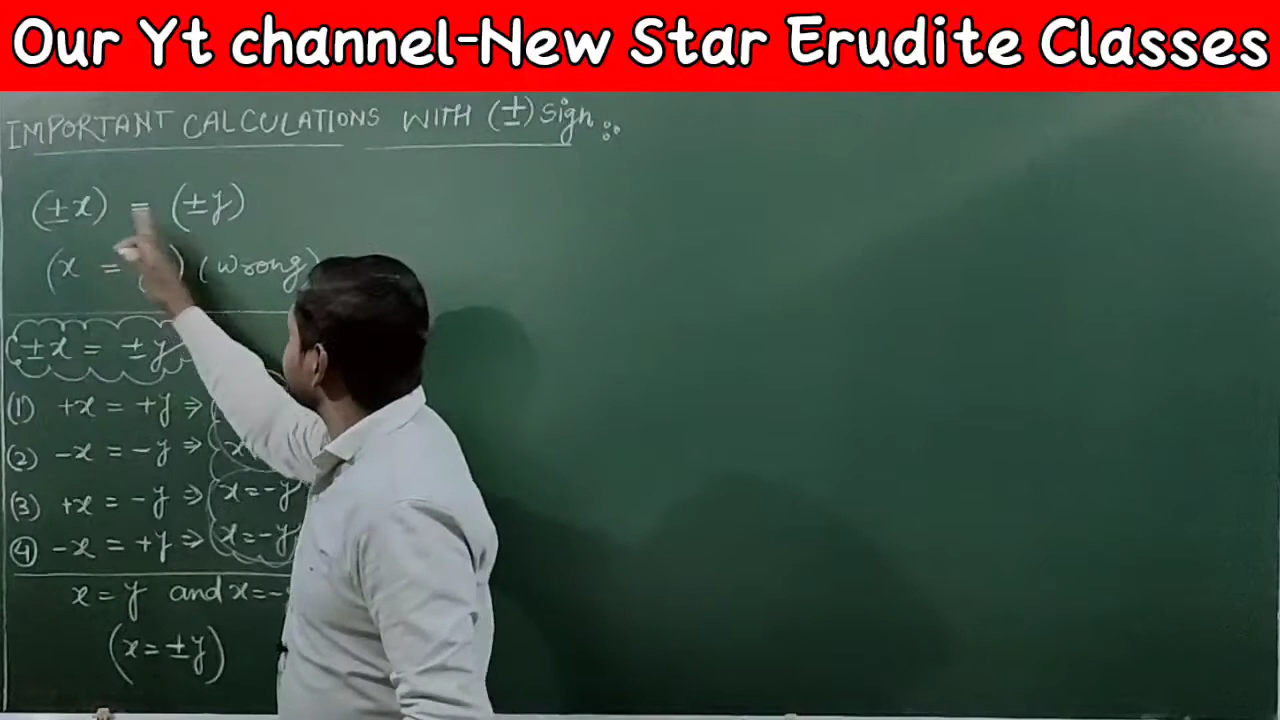 Our Yt channel-New Star Erudite Classes
IMPORTANT CALCULATIONS WITH (±) Sign
(±x) = (±y)
(x = ) (wrong)
±x = ±y
(1) +x = +y ⇒
(2) -x = -y ⇒ (x
(3) +x = -y ⇒ (x = -y
(4) -x = +y ⇒ (x = -y
x = y and x = -
(x = ±y)